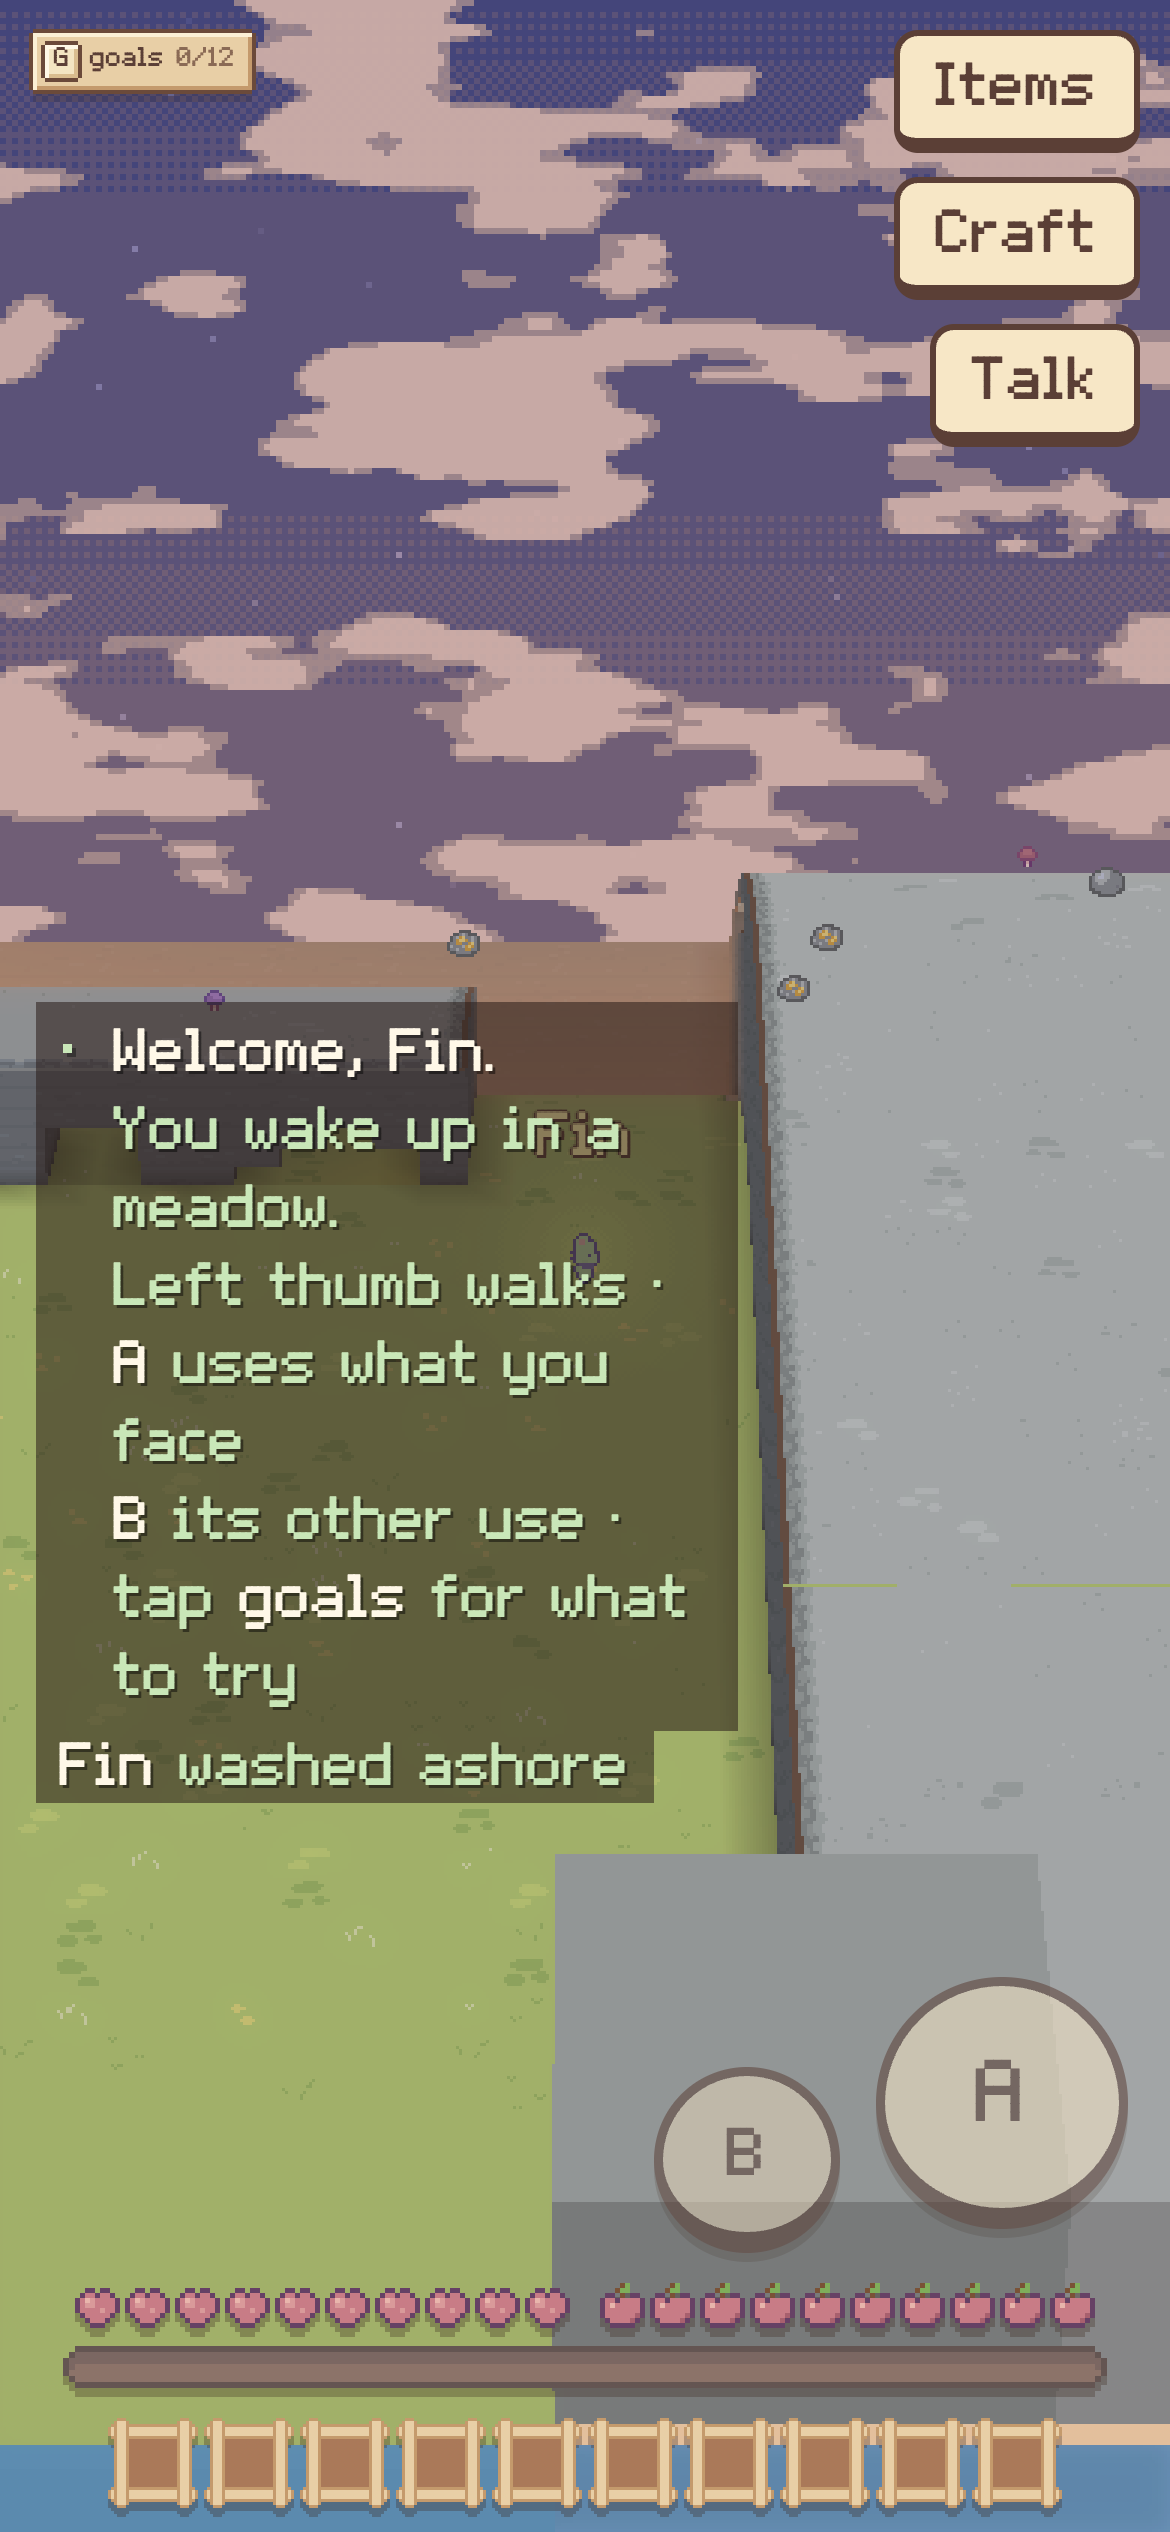 G goals 0/12
Items
Craft
Talk
· Welcome, Fin.
You wake up in a
Fin
meadow.
Left thumb walks ·
A uses what you
face
B its other use ·
tap goals for what
to try
Fin washed ashore
A
B